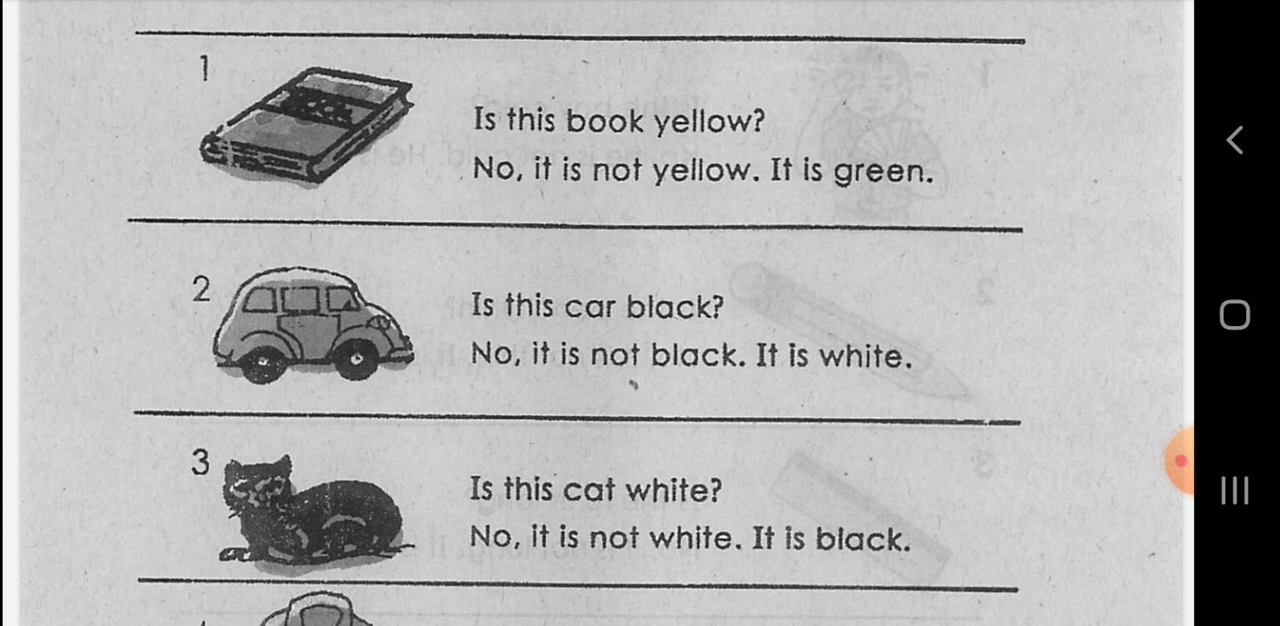 1
Is this book yellow?
No, it is not yellow. It is green.
2
Is this car black?
No, it is not black. It is white.
3
Is this cat white?
No, it is not white. It is black.